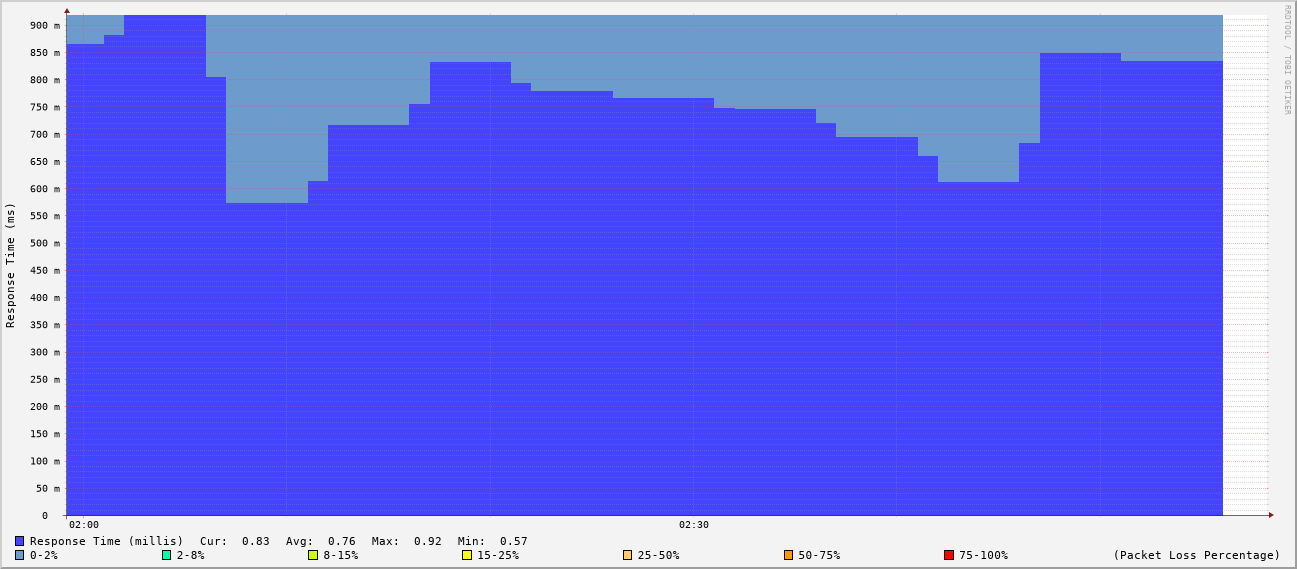 RRDTOOL / TOBI OETIKER
Response Time (ms)
900 m
850 m
800 m
750 m
700 m
650 m
600 m
550 m
500 m
450 m
400 m
350 m
300 m
250 m
200 m
150 m
100 m
50 m
0
02:00 02:30
Response Time (millis) Cur: 0.83 Avg: 0.76 Max: 0.92 Min: 0.57
0-2% 2-8% 8-15% 15-25% 25-50% 50-75% 75-100% (Packet Loss Percentage)